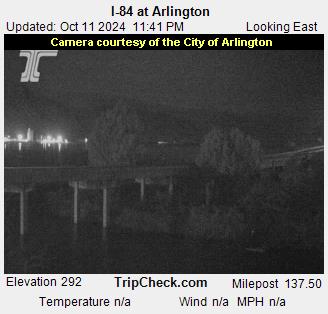 I-84 at Arlington
Updated: Oct 11 2024 11:41 PM Looking East
Camera courtesy of the City of Arlington
Elevation 292 TripCheck.com Milepost 137.50
Temperature n/a Wind n/a MPH n/a